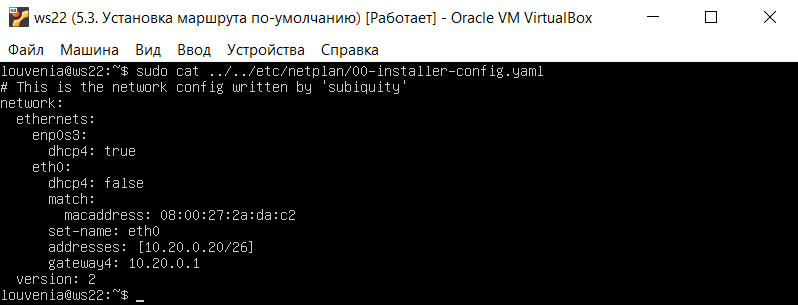 ws22 (5.3. Установка маршрута по-умолчанию) [Работает] - Oracle VM VirtualBox
Файл Машина Вид Ввод Устройства Справка
louvenia@ws22:~$ sudo cat ../../etc/netplan/00-installer-config.yaml
# This is the network config written by 'subiquity'
network:
  ethernets:
    enp0s3:
      dhcp4: true
    eth0:
      dhcp4: false
      match:
        macaddress: 08:00:27:2a:da:c2
      set-name: eth0
      addresses: [10.20.0.20/26]
      gateway4: 10.20.0.1
  version: 2
louvenia@ws22:~$ _